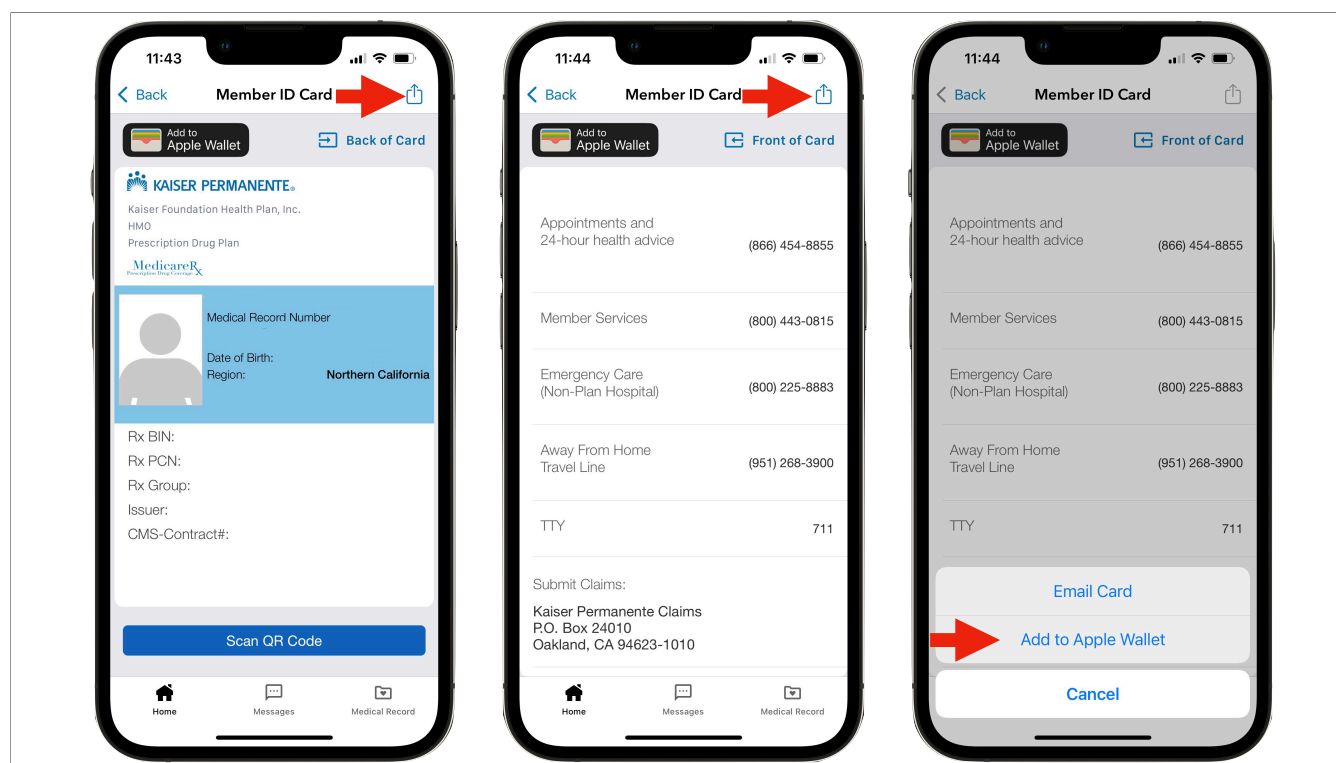 11:43
Back
Member ID Card
Add to
Apple Wallet
Back of Card
KAISER PERMANENTE®
Kaiser Foundation Health Plan, Inc.
HMO
Prescription Drug Plan
MedicareRx
Prescription Drug Coverage
Medical Record Number
Date of Birth:
Region: Northern California
Rx BIN:
Rx PCN:
Rx Group:
Issuer:
CMS-Contract#:
Scan QR Code
Home
Messages
Medical Record
11:44
Back
Member ID Card
Add to
Apple Wallet
Front of Card
Appointments and
24-hour health advice
(866) 454-8855
Member Services
(800) 443-0815
Emergency Care
(Non-Plan Hospital)
(800) 225-8883
Away From Home
Travel Line
(951) 268-3900
TTY
711
Submit Claims:
Kaiser Permanente Claims
P.O. Box 24010
Oakland, CA 94623-1010
Home
Messages
Medical Record
11:44
Back
Member ID Card
Add to
Apple Wallet
Front of Card
Appointments and
24-hour health advice
(866) 454-8855
Member Services
(800) 443-0815
Emergency Care
(Non-Plan Hospital)
(800) 225-8883
Away From Home
Travel Line
(951) 268-3900
TTY
711
Email Card
Add to Apple Wallet
Cancel